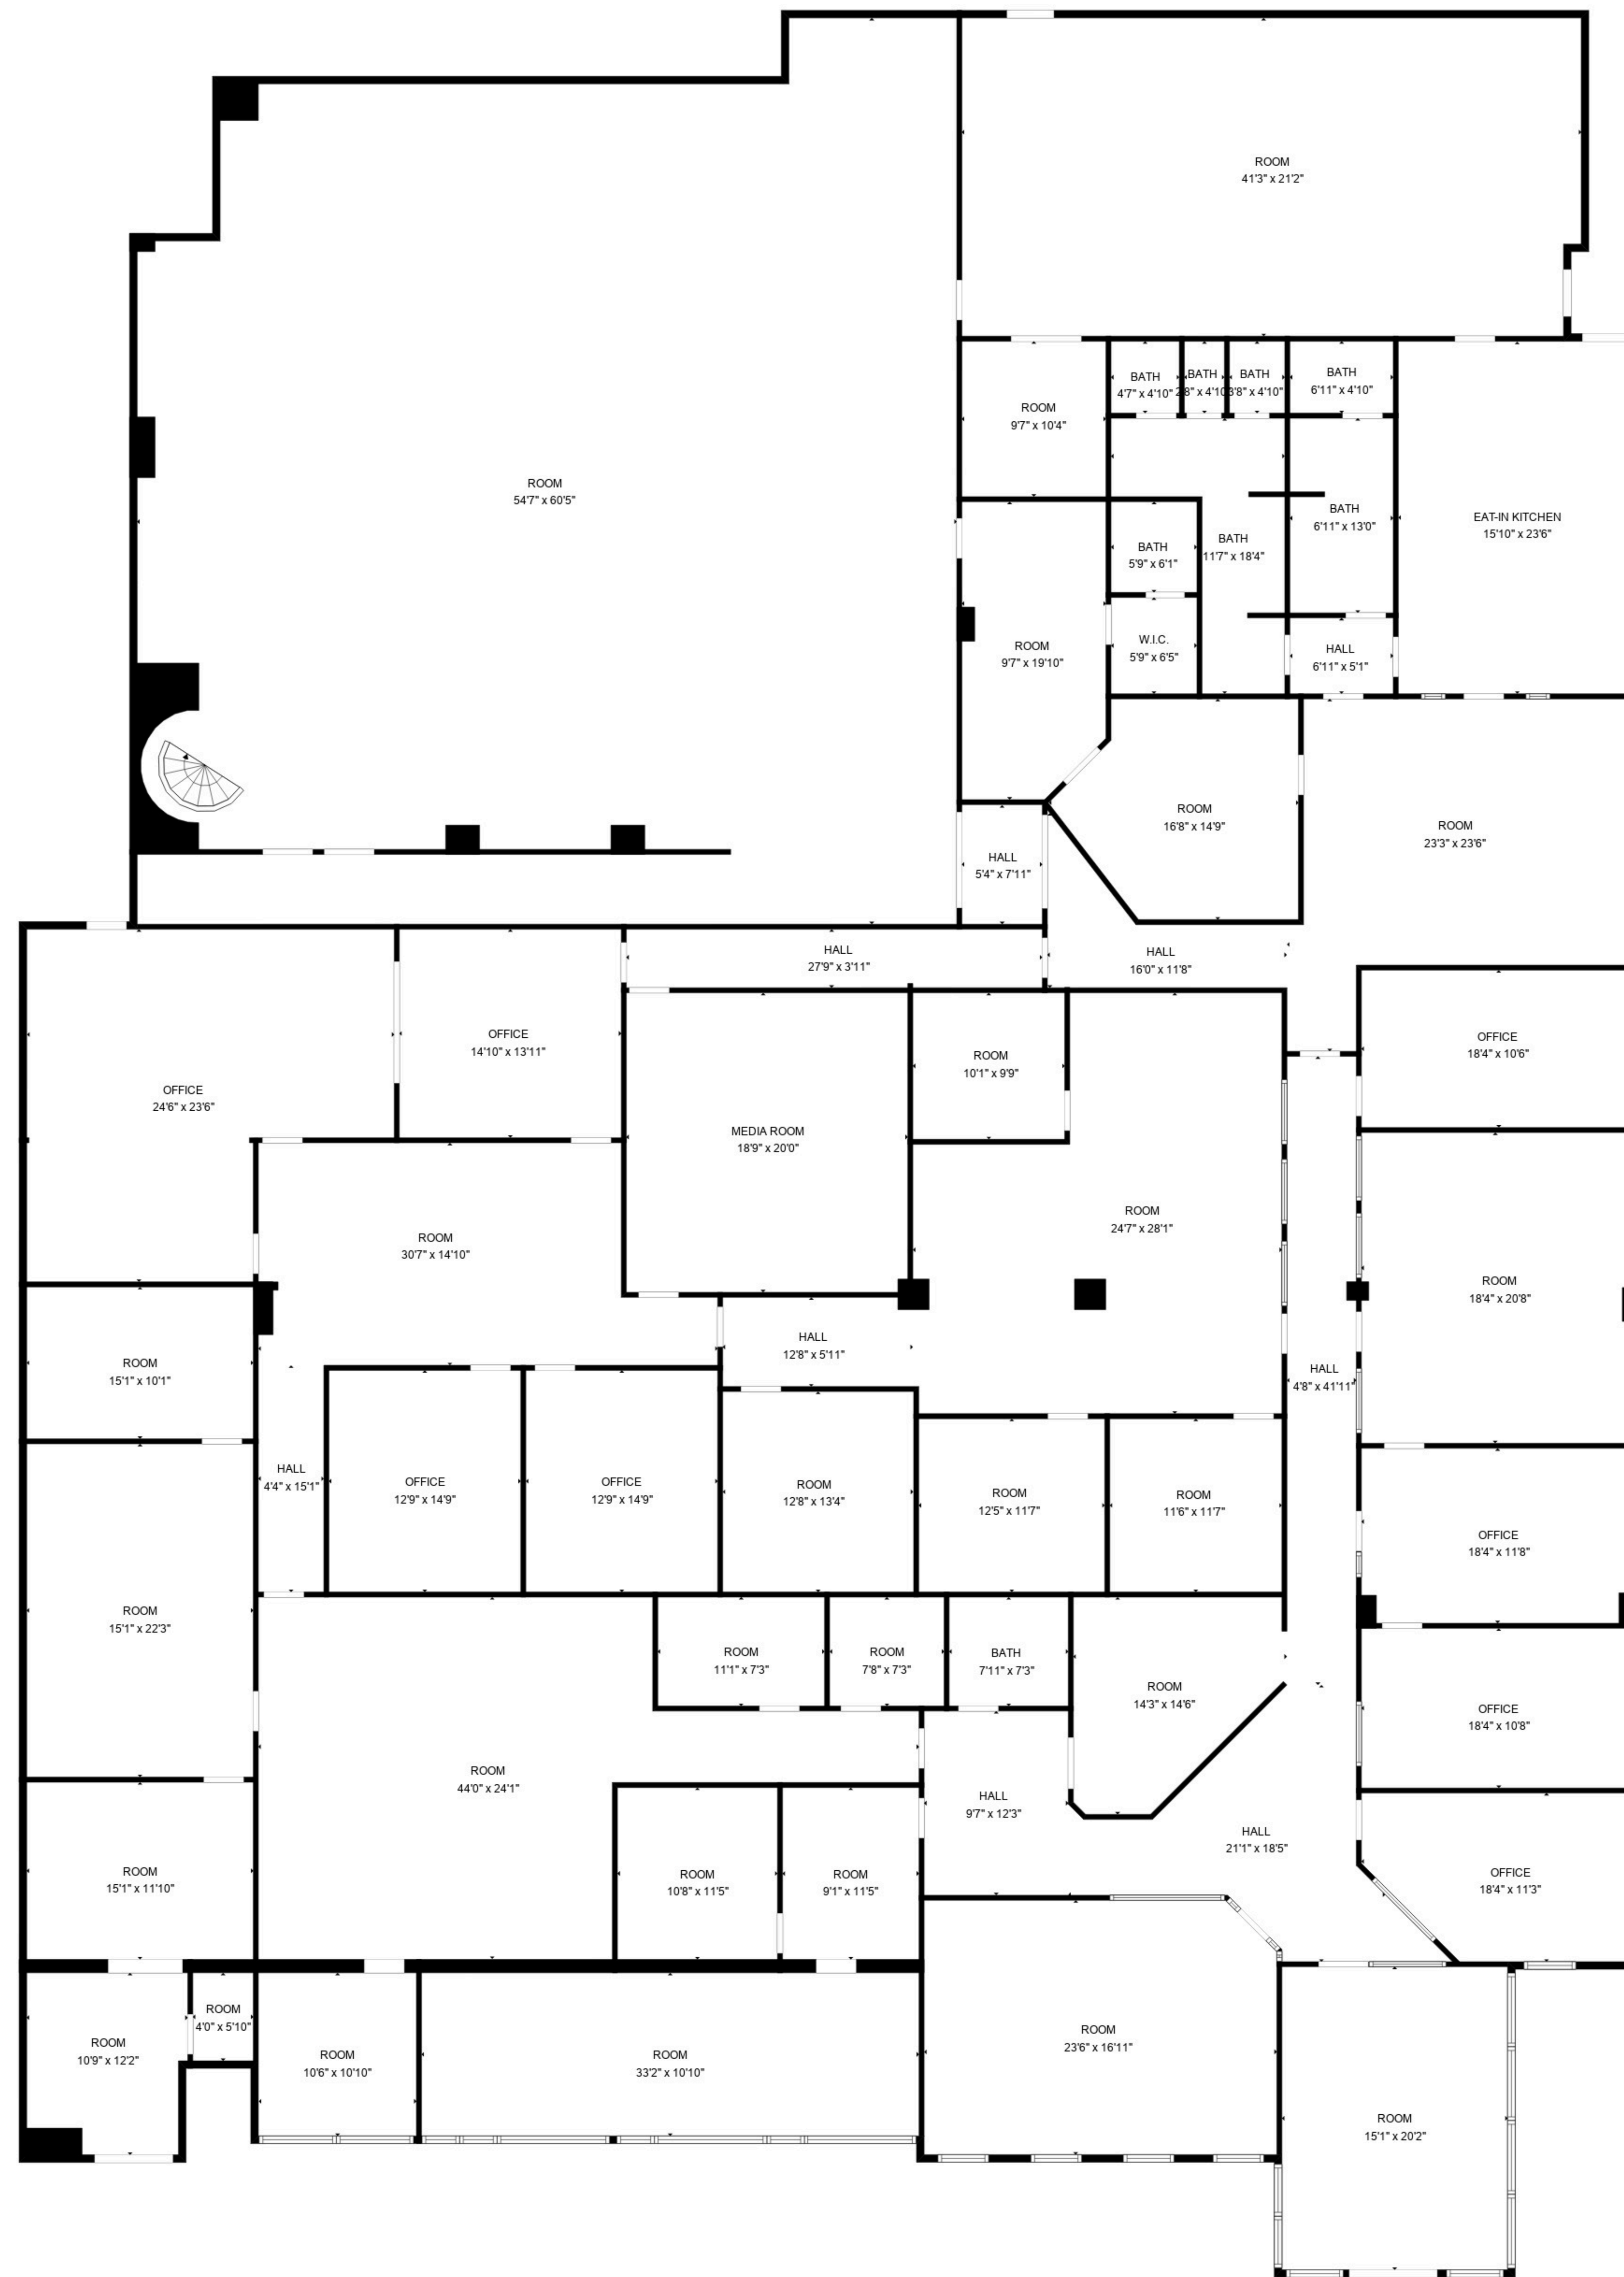 ROOM
41'3" x 21'2"
BATH
4'7" x 4'10"
BATH
2'8" x 4'10"
BATH
3'8" x 4'10"
BATH
6'11" x 4'10"
ROOM
9'7" x 10'4"
ROOM
54'7" x 60'5"
BATH
6'11" x 13'0"
EAT-IN KITCHEN
15'10" x 23'6"
BATH
5'9" x 6'1"
BATH
11'7" x 18'4"
ROOM
9'7" x 19'10"
W.I.C.
5'9" x 6'5"
HALL
6'11" x 5'1"
ROOM
16'8" x 14'9"
ROOM
23'3" x 23'6"
HALL
5'4" x 7'11"
HALL
27'9" x 3'11"
HALL
16'0" x 11'8"
OFFICE
14'10" x 13'11"
OFFICE
18'4" x 10'6"
ROOM
10'1" x 9'9"
OFFICE
24'6" x 23'6"
MEDIA ROOM
18'9" x 20'0"
ROOM
24'7" x 28'1"
ROOM
30'7" x 14'10"
ROOM
18'4" x 20'8"
HALL
12'8" x 5'11"
ROOM
15'1" x 10'1"
HALL
4'8" x 41'11"
HALL
4'4" x 15'1"
OFFICE
12'9" x 14'9"
OFFICE
12'9" x 14'9"
ROOM
12'8" x 13'4"
ROOM
12'5" x 11'7"
ROOM
11'6" x 11'7"
OFFICE
18'4" x 11'8"
ROOM
15'1" x 22'3"
ROOM
11'1" x 7'3"
ROOM
7'8" x 7'3"
BATH
7'11" x 7'3"
ROOM
14'3" x 14'6"
OFFICE
18'4" x 10'8"
ROOM
44'0" x 24'1"
HALL
9'7" x 12'3"
HALL
21'1" x 18'5"
ROOM
15'1" x 11'10"
ROOM
10'8" x 11'5"
ROOM
9'1" x 11'5"
OFFICE
18'4" x 11'3"
ROOM
4'0" x 5'10"
ROOM
10'9" x 12'2"
ROOM
10'6" x 10'10"
ROOM
33'2" x 10'10"
ROOM
23'6" x 16'11"
ROOM
15'1" x 20'2"